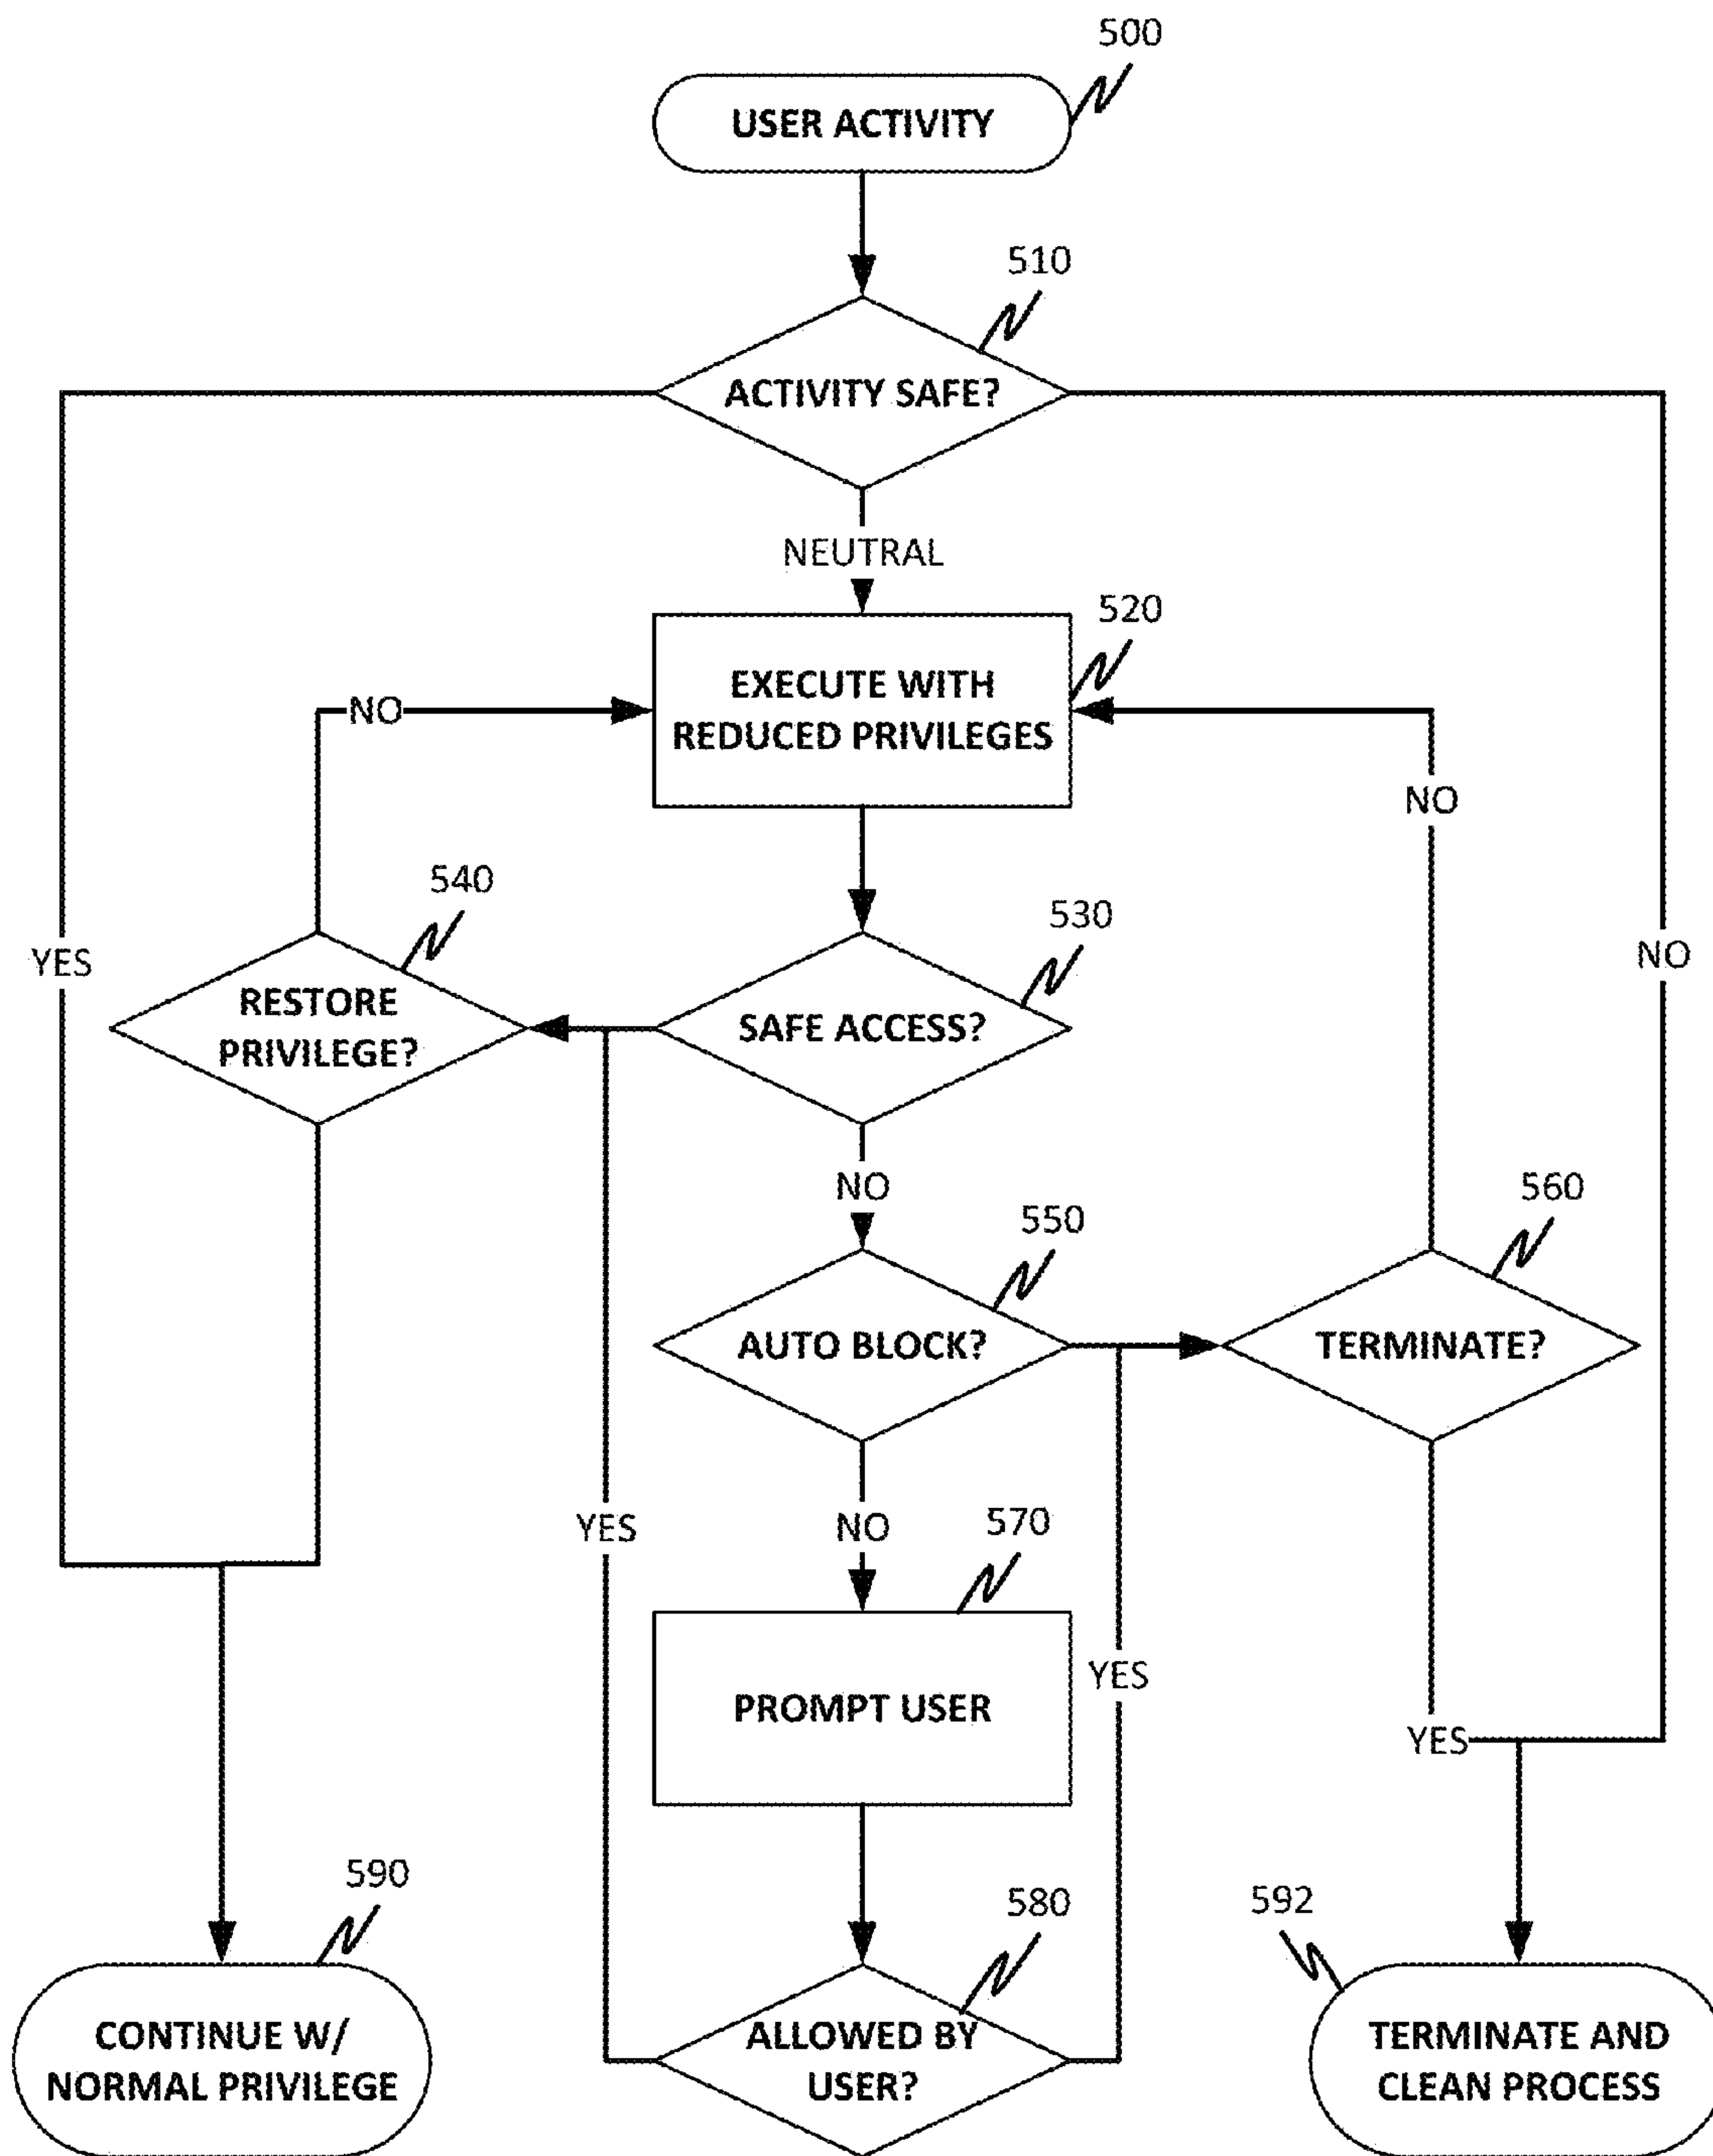 500
USER ACTIVITY
510
ACTIVITY SAFE?
NEUTRAL
520
EXECUTE WITH
REDUCED PRIVILEGES
NO
NO
540
530
YES
NO
RESTORE
PRIVILEGE?
SAFE ACCESS?
NO
560
550
AUTO BLOCK?
TERMINATE?
YES
NO
570
YES
PROMPT USER
YES
590
580
592
CONTINUE W/
NORMAL PRIVILEGE
ALLOWED BY
USER?
TERMINATE AND
CLEAN PROCESS